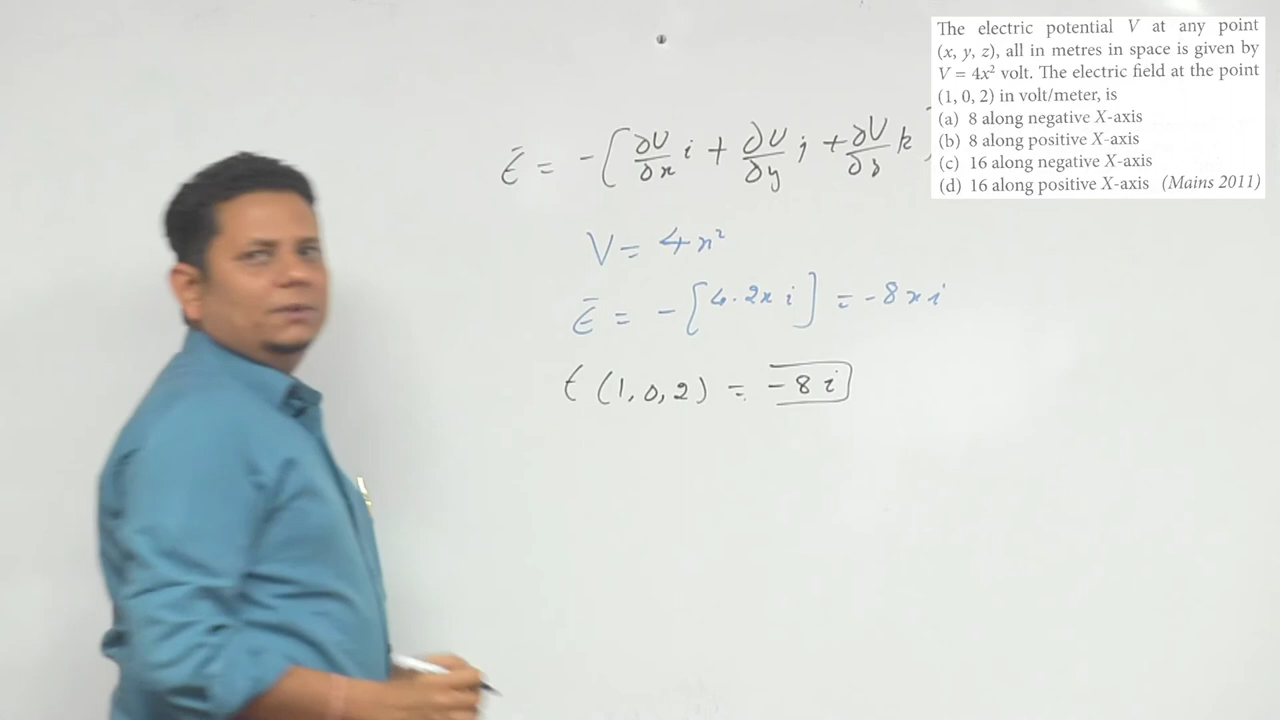 The electric potential V at any point
(x, y, z), all in metres in space is given by
V = 4x² volt. The electric field at the point
(1, 0, 2) in volt/meter, is
(a) 8 along negative X-axis
(b) 8 along positive X-axis
(c) 16 along negative X-axis
(d) 16 along positive X-axis (Mains 2011)
Ē = -[∂V/∂x i + ∂V/∂y j + ∂V/∂z k
V = 4x²
Ē = -[4.2x i] = -8x i
E (1, 0, 2) = -8 i